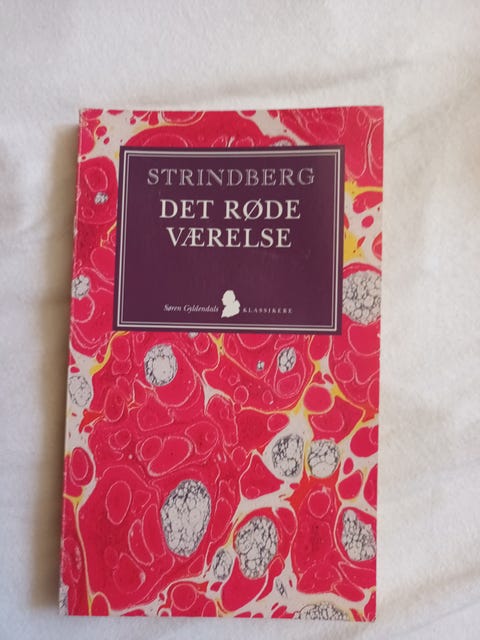 STRINDBERG
DET RØDE
VÆRELSE
Søren Gyldendals KLASSIKERE